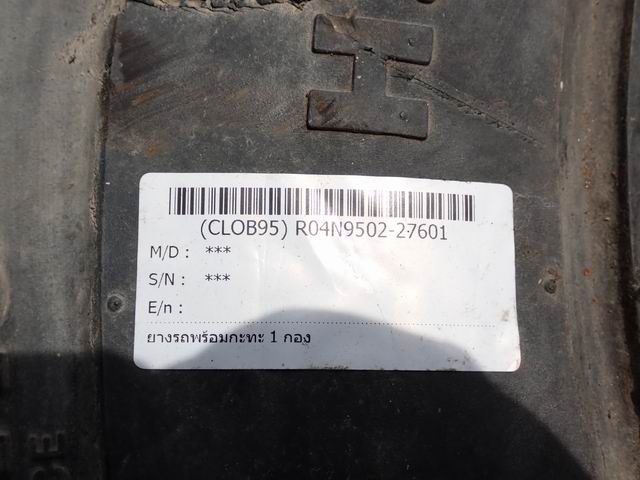 (CLOB95) R04N9502-27601
M/D : ***
S/N : ***
E/n :
ยางรถพร้อมกะทะ 1 กอง